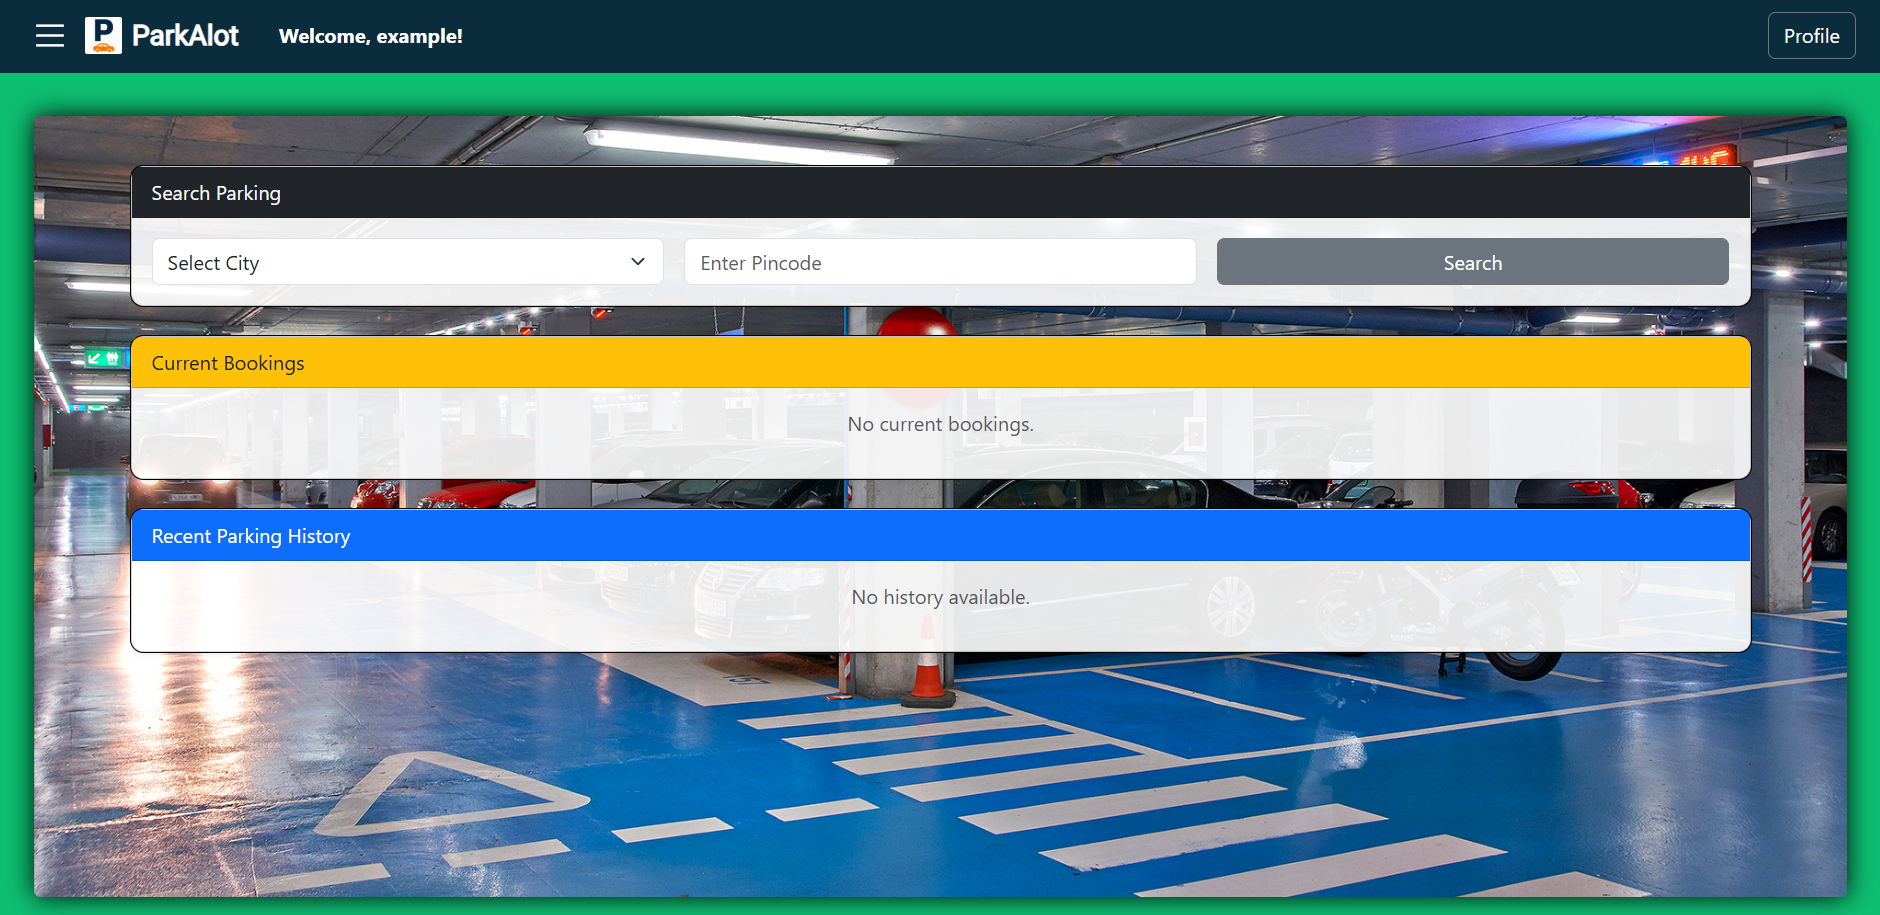 P ParkAlot Welcome, example! Profile
Search Parking
Select City Enter Pincode Search
Current Bookings
No current bookings.
Recent Parking History
No history available.
157